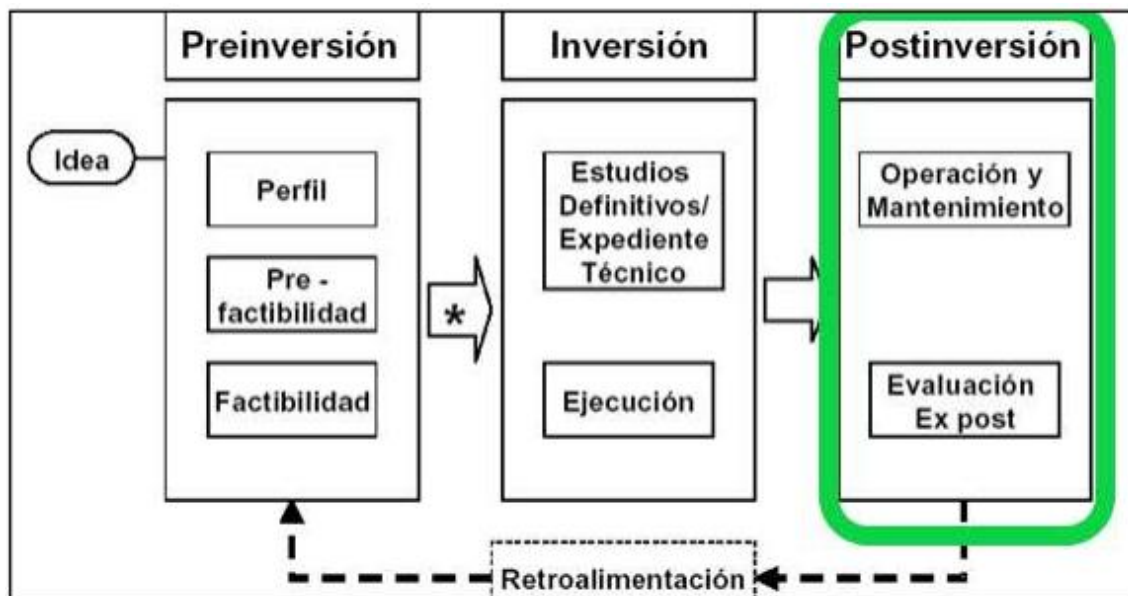 Preinversión
Inversión
Postinversión
Idea
Perfil
Pre -
factibilidad
Factibilidad
*
Estudios
Definitivos/
Expediente
Técnico
Ejecución
Operación y
Mantenimiento
Evaluación
Ex post
Retroalimentación